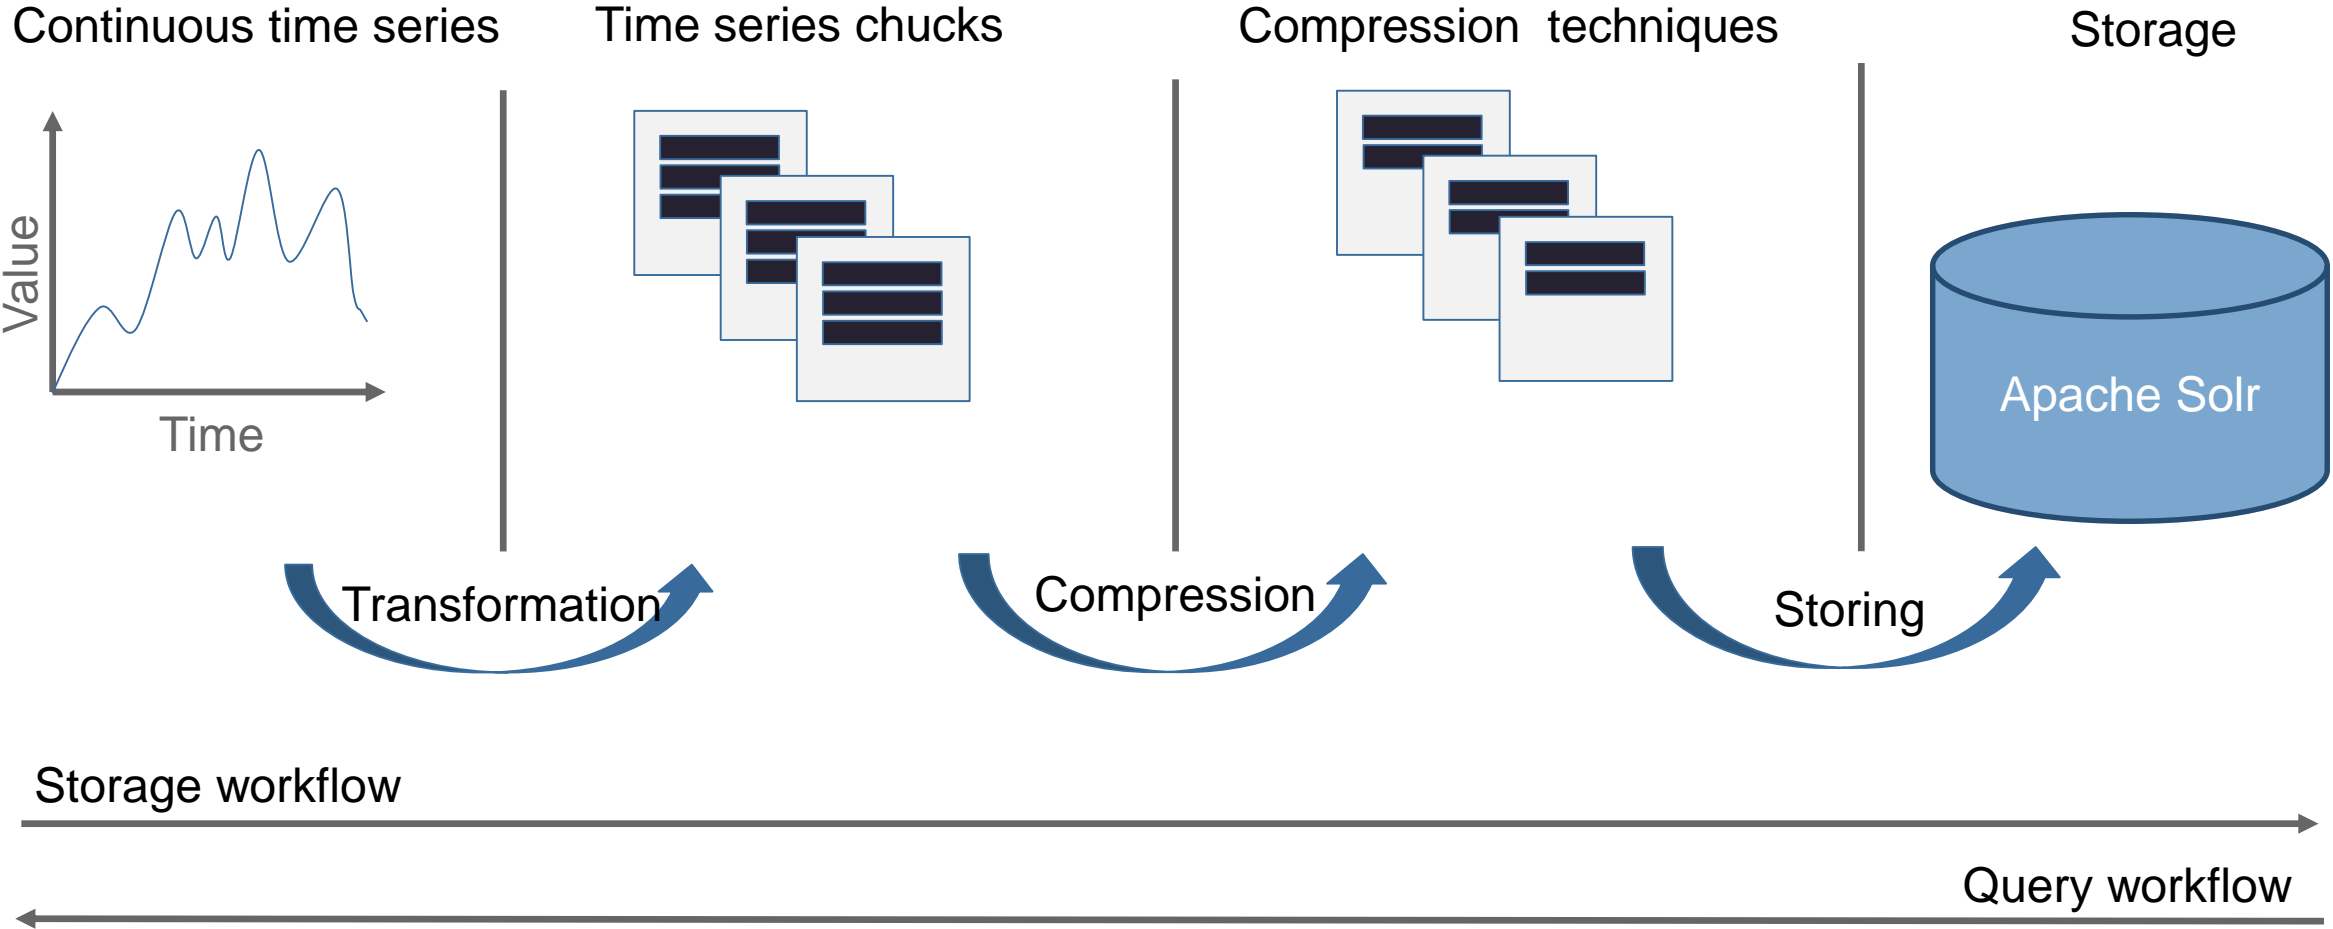 Continuous time series
Time series chucks
Compression techniques
Storage
Value
Time
Apache Solr
Transformation
Compression
Storing
Storage workflow
Query workflow